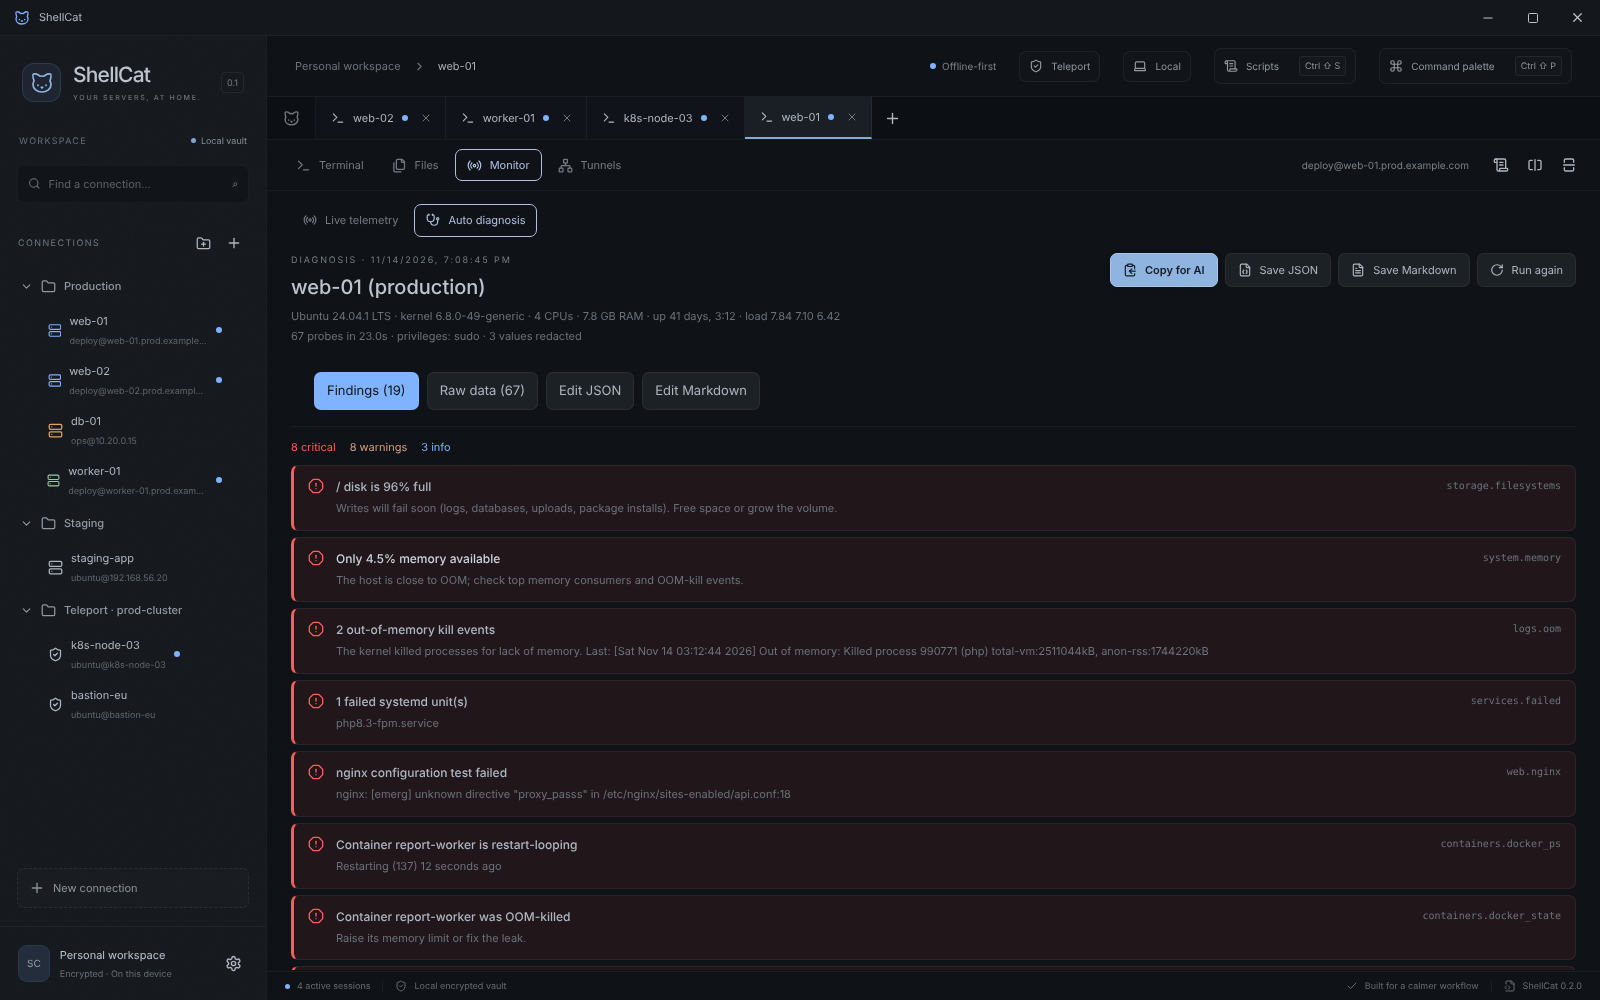 ShellCat
ShellCat
YOUR SERVERS, AT HOME.
0.1
WORKSPACE
Local vault
Find a connection...
CONNECTIONS
Production
web-01
deploy@web-01.prod.example...
web-02
deploy@web-02.prod.exampl...
db-01
ops@10.20.0.15
worker-01
deploy@worker-01.prod.exam...
Staging
staging-app
ubuntu@192.168.56.20
Teleport · prod-cluster
k8s-node-03
ubuntu@k8s-node-03
bastion-eu
ubuntu@bastion-eu
New connection
SC
Personal workspace
Encrypted · On this device
Personal workspace > web-01
Offline-first
Teleport
Local
Scripts Ctrl ⇧ S
Command palette Ctrl ⇧ P
web-02
worker-01
k8s-node-03
web-01
Terminal
Files
Monitor
Tunnels
deploy@web-01.prod.example.com
Live telemetry
Auto diagnosis
DIAGNOSIS · 11/14/2026, 7:08:45 PM
web-01 (production)
Ubuntu 24.04.1 LTS · kernel 6.8.0-49-generic · 4 CPUs · 7.8 GB RAM · up 41 days, 3:12 · load 7.84 7.10 6.42
67 probes in 23.0s · privileges: sudo · 3 values redacted
Copy for AI
Save JSON
Save Markdown
Run again
Findings (19)
Raw data (67)
Edit JSON
Edit Markdown
8 critical 8 warnings 3 info
/ disk is 96% full
storage.filesystems
Writes will fail soon (logs, databases, uploads, package installs). Free space or grow the volume.
Only 4.5% memory available
system.memory
The host is close to OOM; check top memory consumers and OOM-kill events.
2 out-of-memory kill events
logs.oom
The kernel killed processes for lack of memory. Last: [Sat Nov 14 03:12:44 2026] Out of memory: Killed process 990771 (php) total-vm:2511044kB, anon-rss:1744220kB
1 failed systemd unit(s)
services.failed
php8.3-fpm.service
nginx configuration test failed
web.nginx
nginx: [emerg] unknown directive "proxy_passs" in /etc/nginx/sites-enabled/api.conf:18
Container report-worker is restart-looping
containers.docker_ps
Restarting (137) 12 seconds ago
Container report-worker was OOM-killed
containers.docker_state
Raise its memory limit or fix the leak.
4 active sessions
Local encrypted vault
Built for a calmer workflow
ShellCat 0.2.0